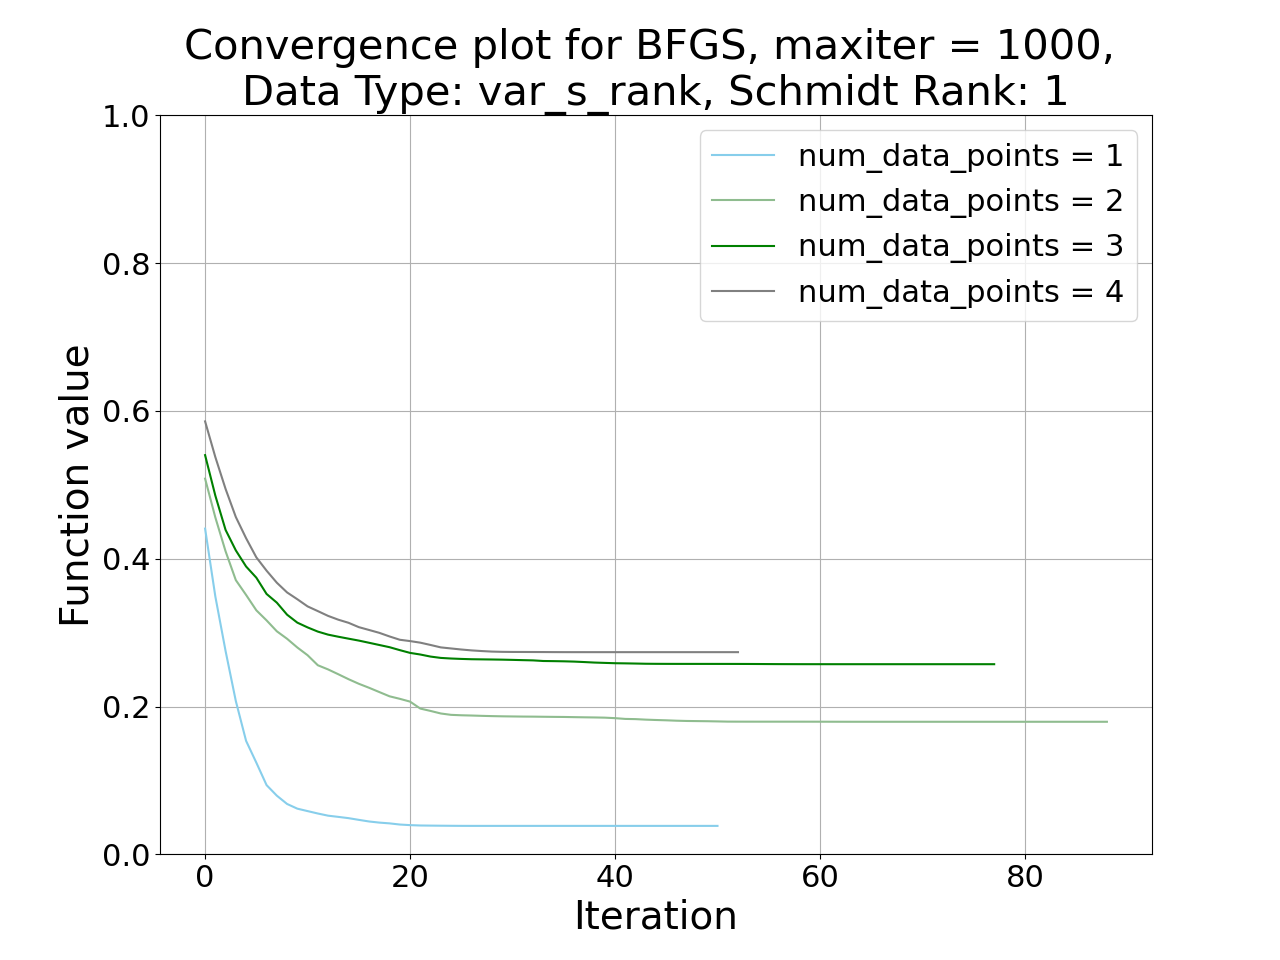 Convergence plot for BFGS, maxiter = 1000,
Data Type: var_s_rank, Schmidt Rank: 1
1.0
0.8
0.6
0.4
0.2
0.0
Function value
num_data_points = 1
num_data_points = 2
num_data_points = 3
num_data_points = 4
0 20 40 60 80
Iteration